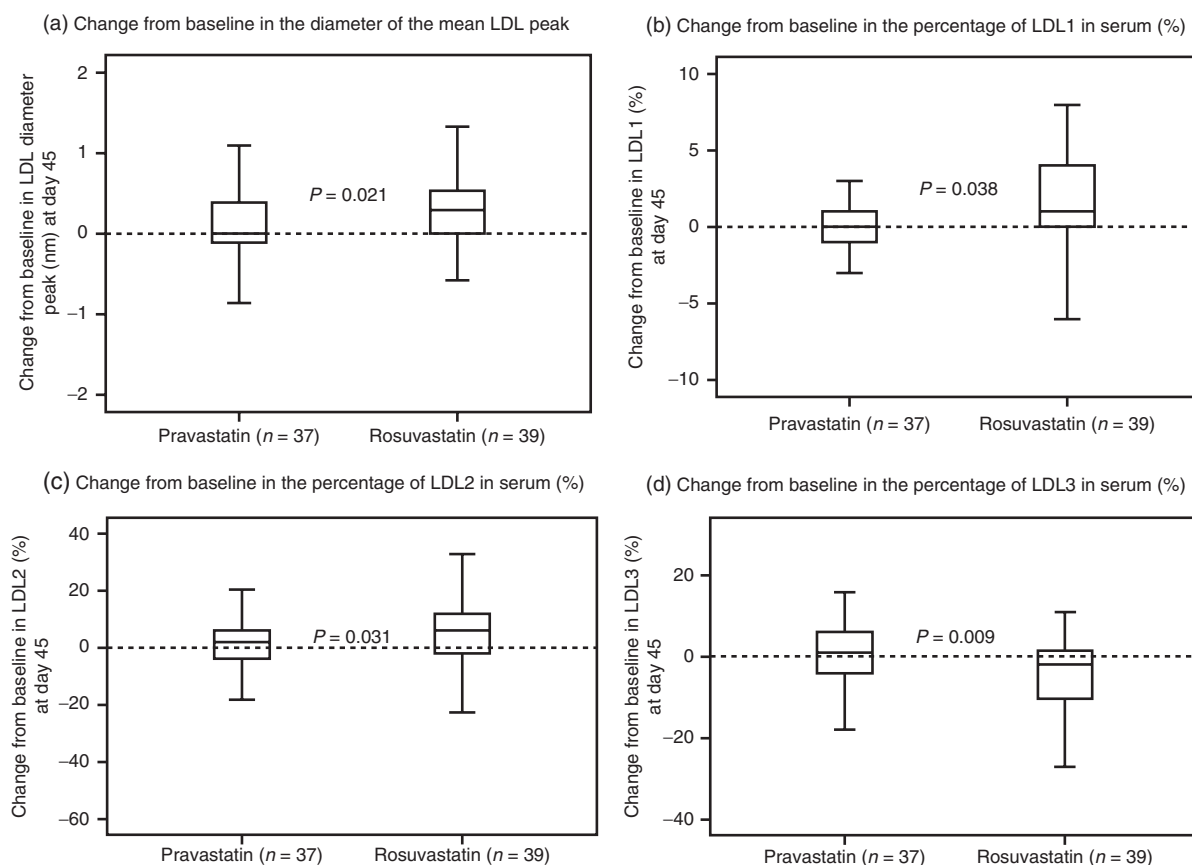 (a) Change from baseline in the diameter of the mean LDL peak
Change from baseline in LDL diameter
peak (nm) at day 45
2
1
0
−1
−2
P = 0.021
Pravastatin (n = 37)
Rosuvastatin (n = 39)
(b) Change from baseline in the percentage of LDL1 in serum (%)
Change from baseline in LDL1 (%)
at day 45
10
5
0
−5
−10
P = 0.038
Pravastatin (n = 37)
Rosuvastatin (n = 39)
(c) Change from baseline in the percentage of LDL2 in serum (%)
Change from baseline in LDL2 (%)
at day 45
40
20
0
−20
−40
−60
P = 0.031
Pravastatin (n = 37)
Rosuvastatin (n = 39)
(d) Change from baseline in the percentage of LDL3 in serum (%)
Change from baseline in LDL3 (%)
at day 45
20
0
−20
−40
P = 0.009
Pravastatin (n = 37)
Rosuvastatin (n = 39)